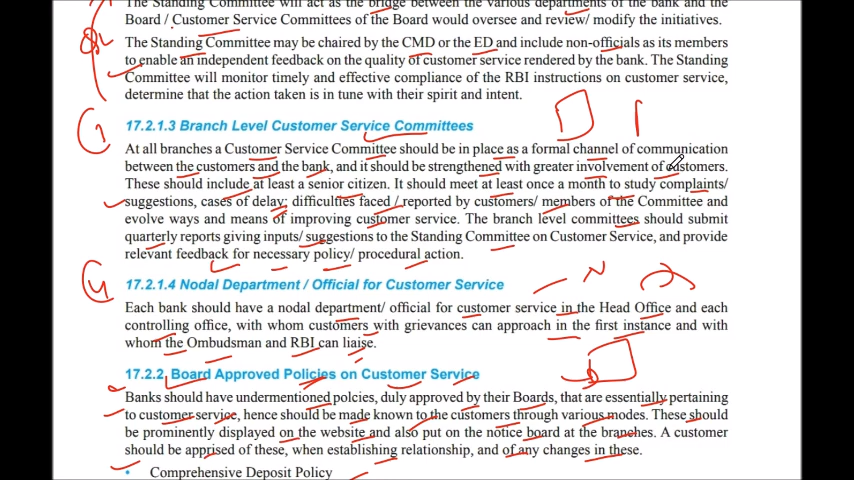 The Standing Committee will act as the bridge between the various departments of the bank and the
Board / Customer Service Committees of the Board would oversee and review/ modify the initiatives.
The Standing Committee may be chaired by the CMD or the ED and include non-officials as its members
to enable an independent feedback on the quality of customer service rendered by the bank. The Standing
Committee will monitor timely and effective compliance of the RBI instructions on customer service,
determine that the action taken is in tune with their spirit and intent.
17.2.1.3 Branch Level Customer Service Committees
At all branches a Customer Service Committee should be in place as a formal channel of communication
between the customers and the bank, and it should be strengthened with greater involvement of customers.
These should include at least a senior citizen. It should meet at least once a month to study complaints/
suggestions, cases of delay; difficulties faced / reported by customers/ members of the Committee and
evolve ways and means of improving customer service. The branch level committees should submit
quarterly reports giving inputs/ suggestions to the Standing Committee on Customer Service, and provide
relevant feedback for necessary policy/ procedural action.
17.2.1.4 Nodal Department / Official for Customer Service
Each bank should have a nodal department/ official for customer service in the Head Office and each
controlling office, with whom customers with grievances can approach in the first instance and with
whom the Ombudsman and RBI can liaise.
17.2.2 Board Approved Policies on Customer Service
Banks should have undermentioned policies, duly approved by their Boards, that are essentially pertaining
to customer service, hence should be made known to the customers through various modes. These should
be prominently displayed on the website and also put on the notice board at the branches. A customer
should be apprised of these, when establishing relationship, and of any changes in these.
• Comprehensive Deposit Policy